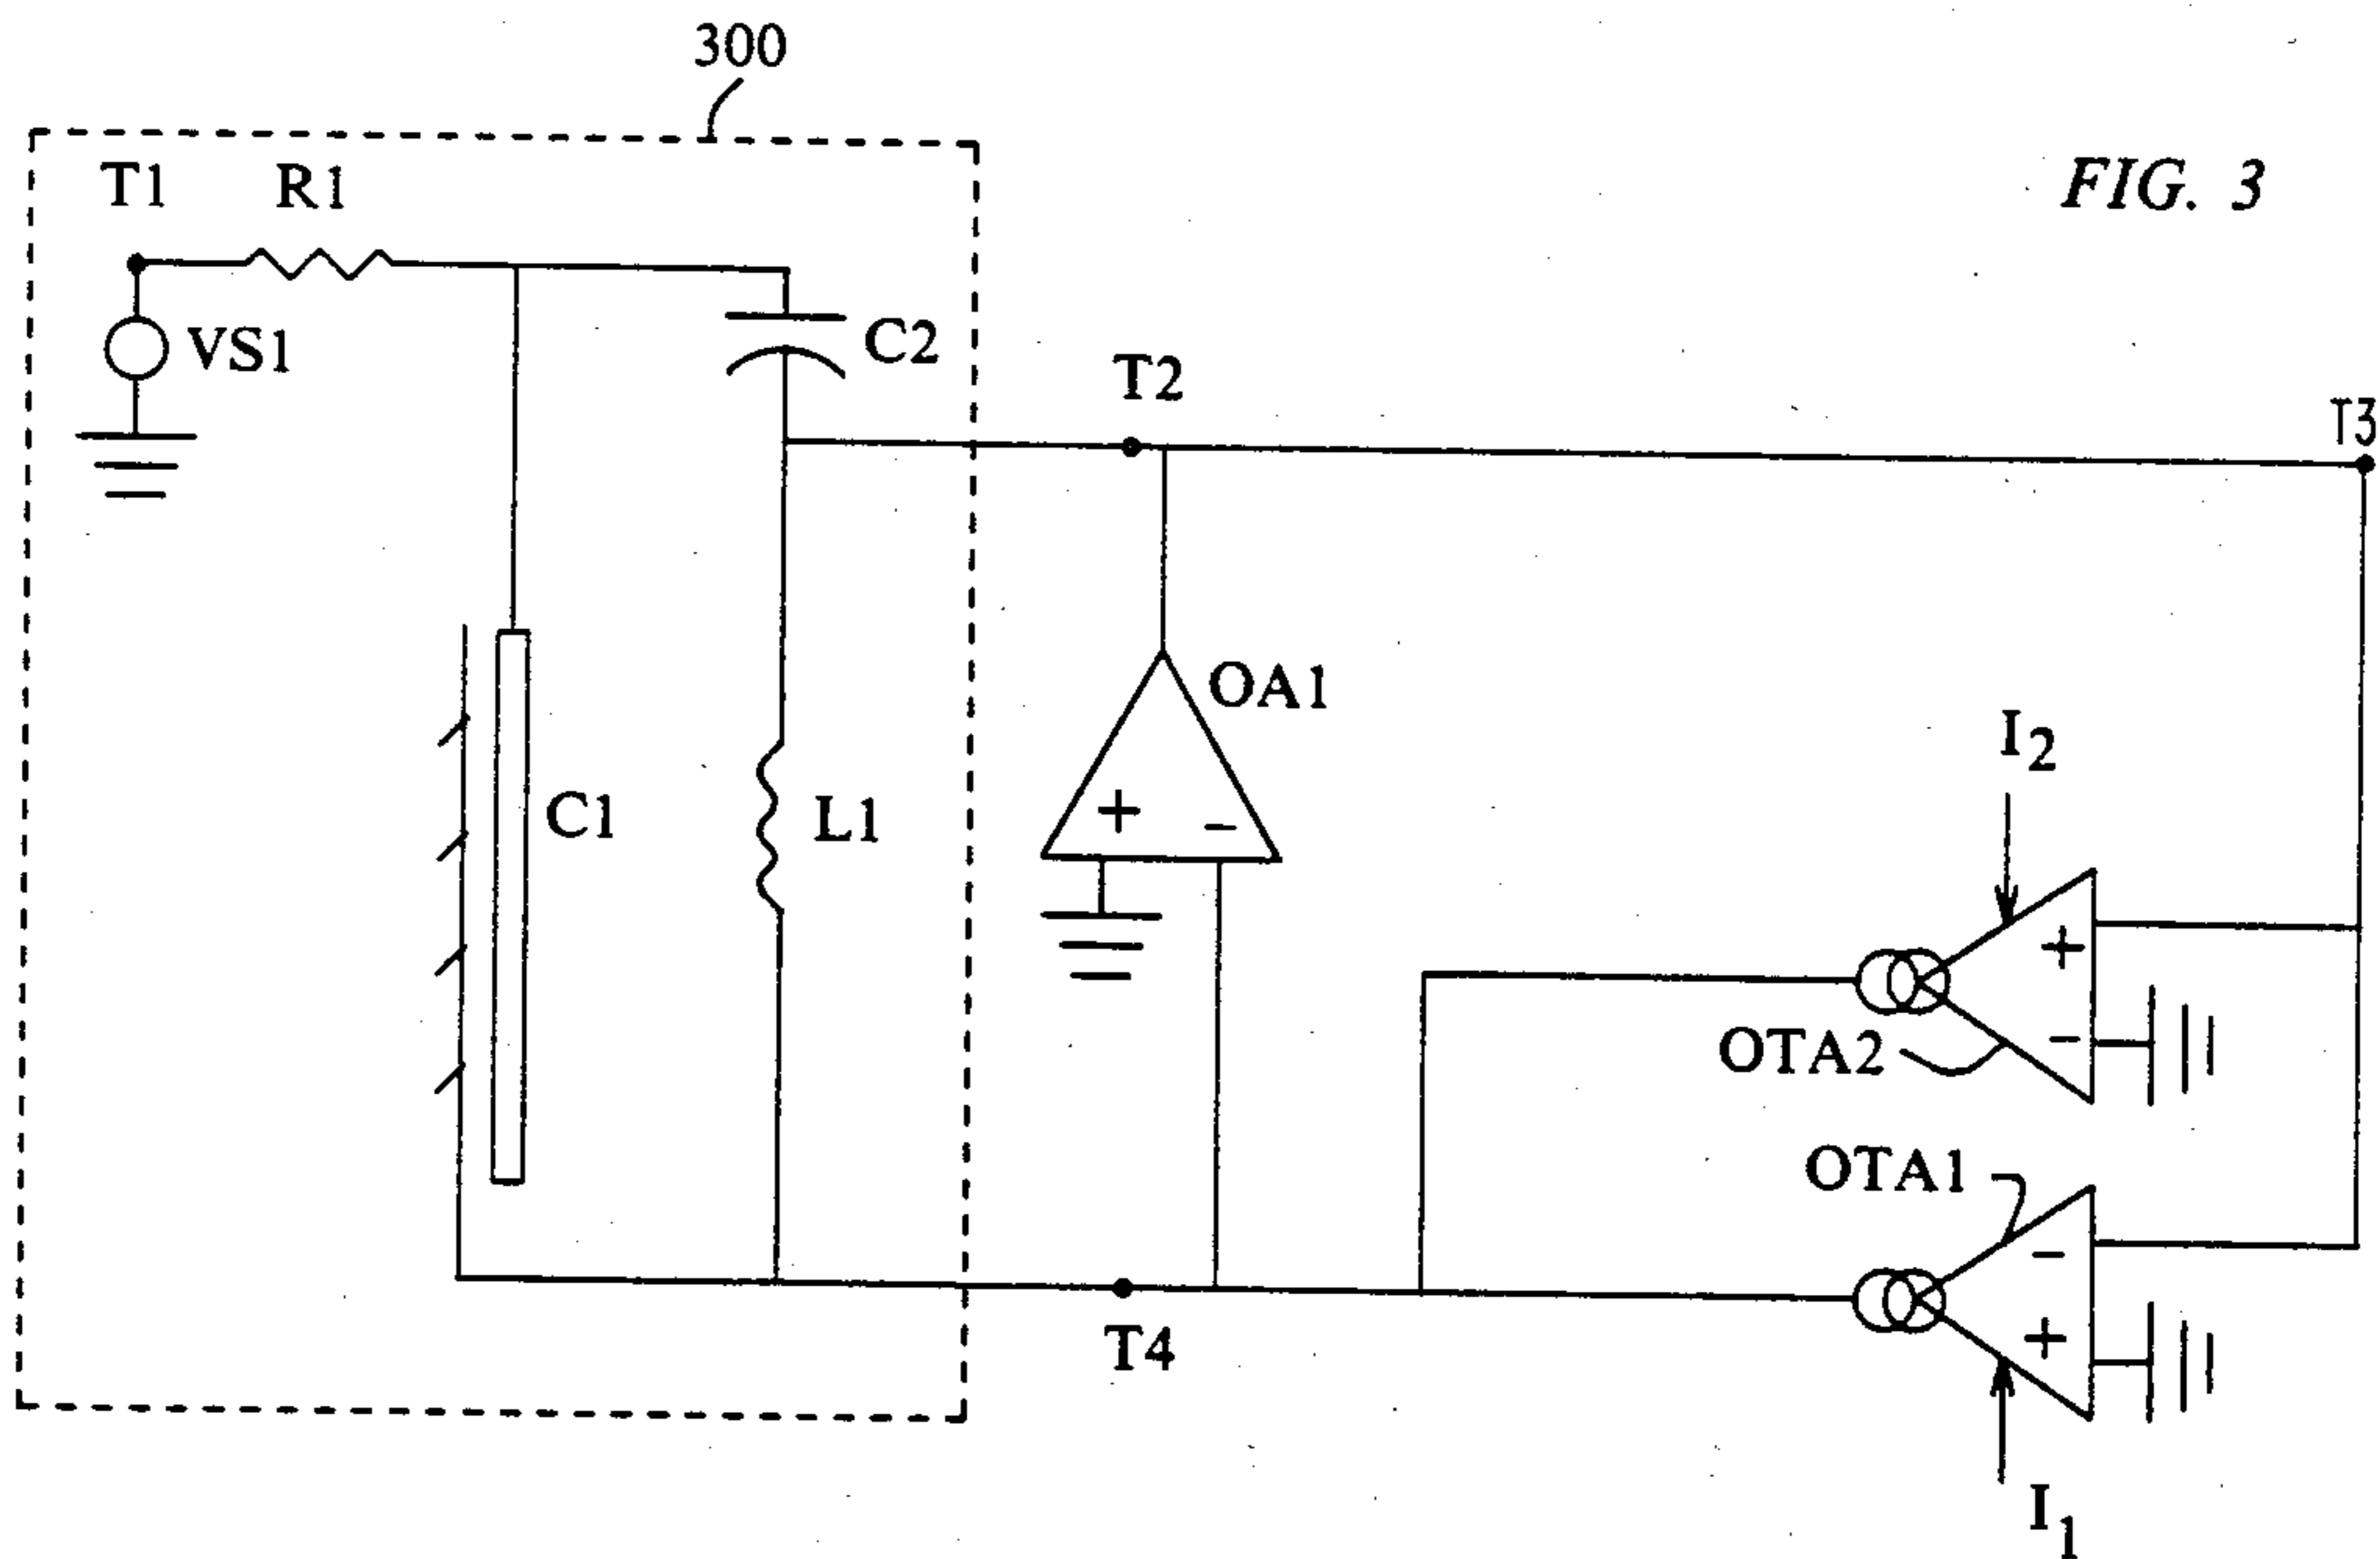 300
FIG. 3
T1 R1
VS1
C2
T2
T3
OA1
C1
L1
+ −
I2
+
−
OTA2
OTA1
−
+
T4
I1